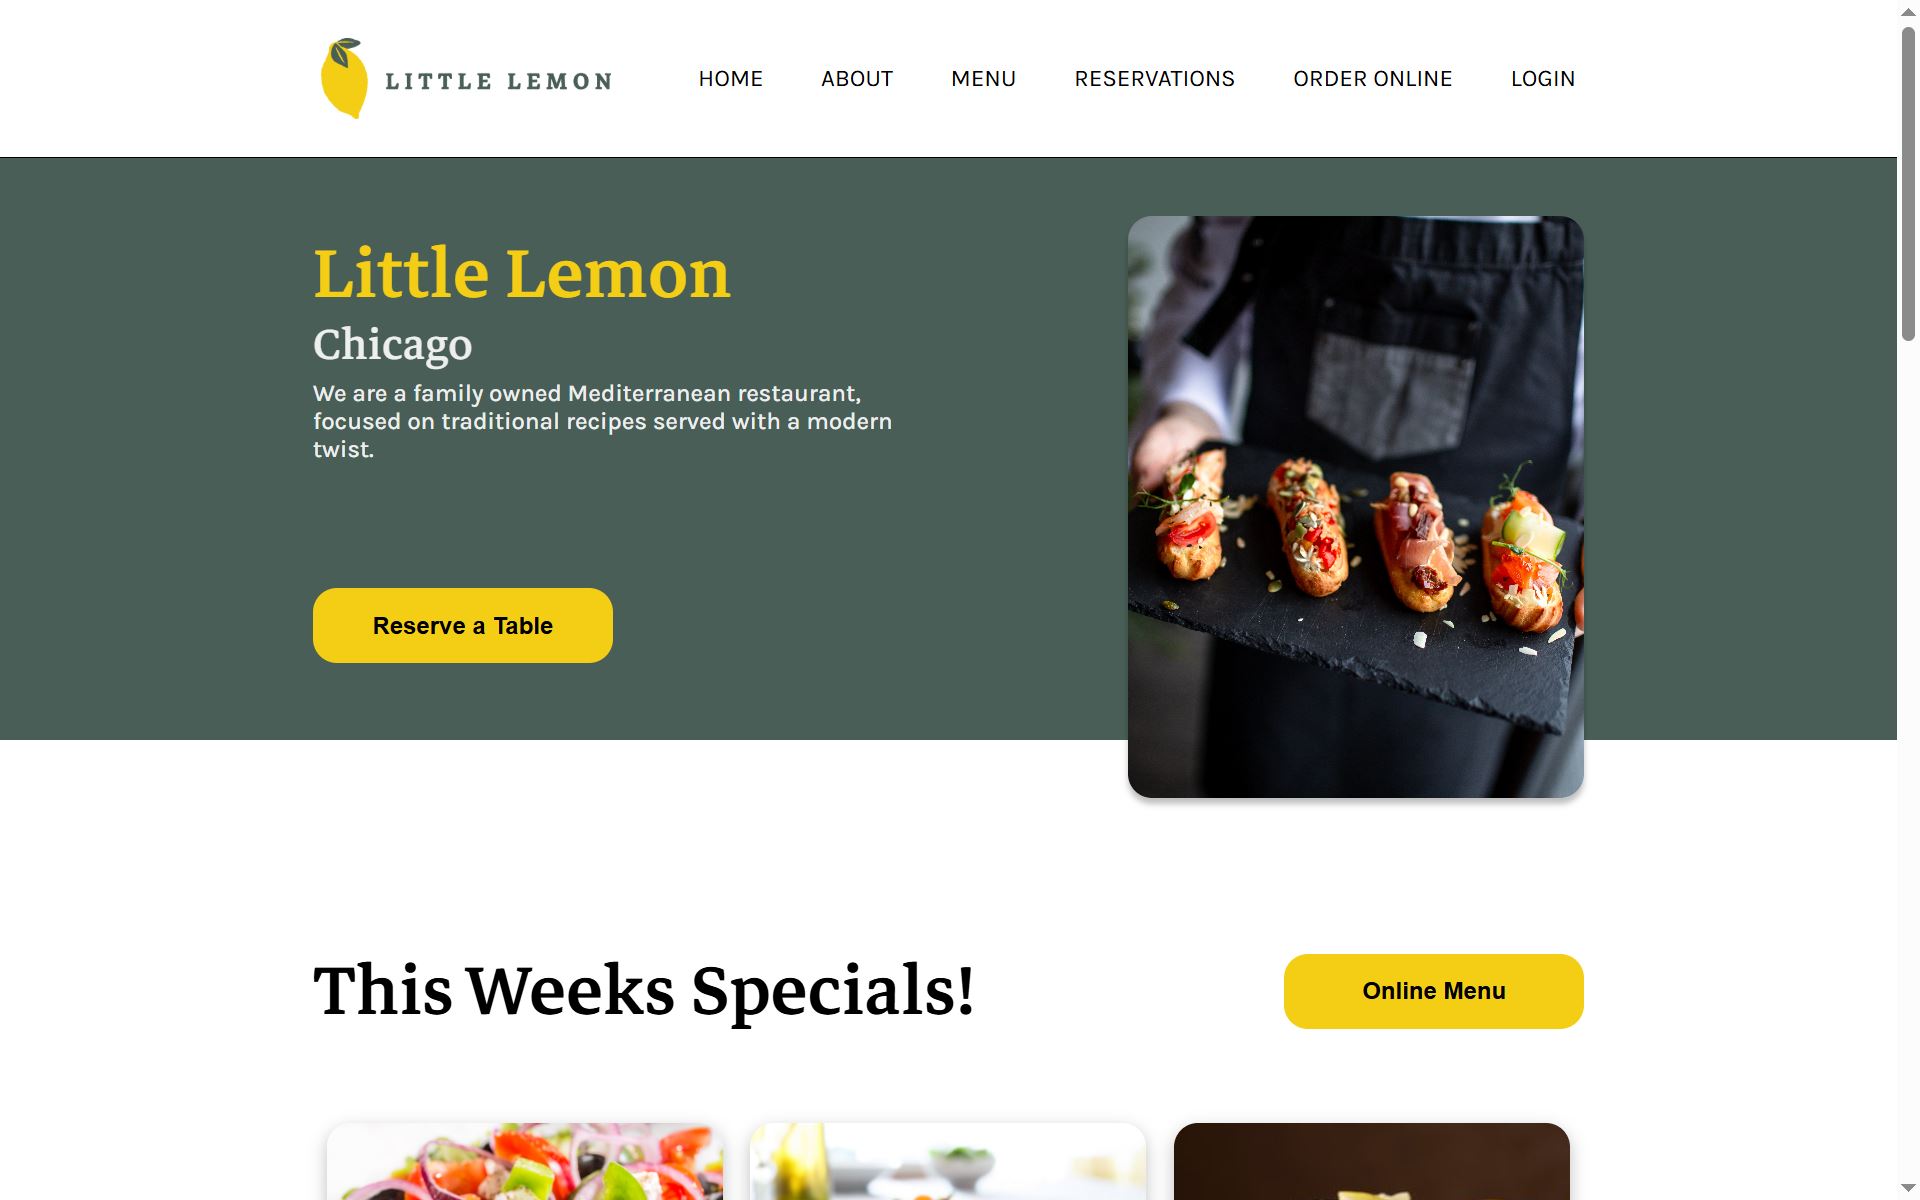 LITTLE LEMON
HOME ABOUT MENU RESERVATIONS ORDER ONLINE LOGIN
Little Lemon
Chicago
We are a family owned Mediterranean restaurant,
focused on traditional recipes served with a modern
twist.
Reserve a Table
This Weeks Specials!
Online Menu